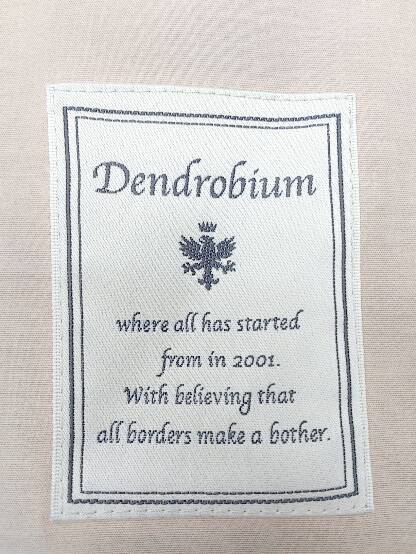 Dendrobium
where all has started
from in 2001.
With believing that
all borders make a bother.